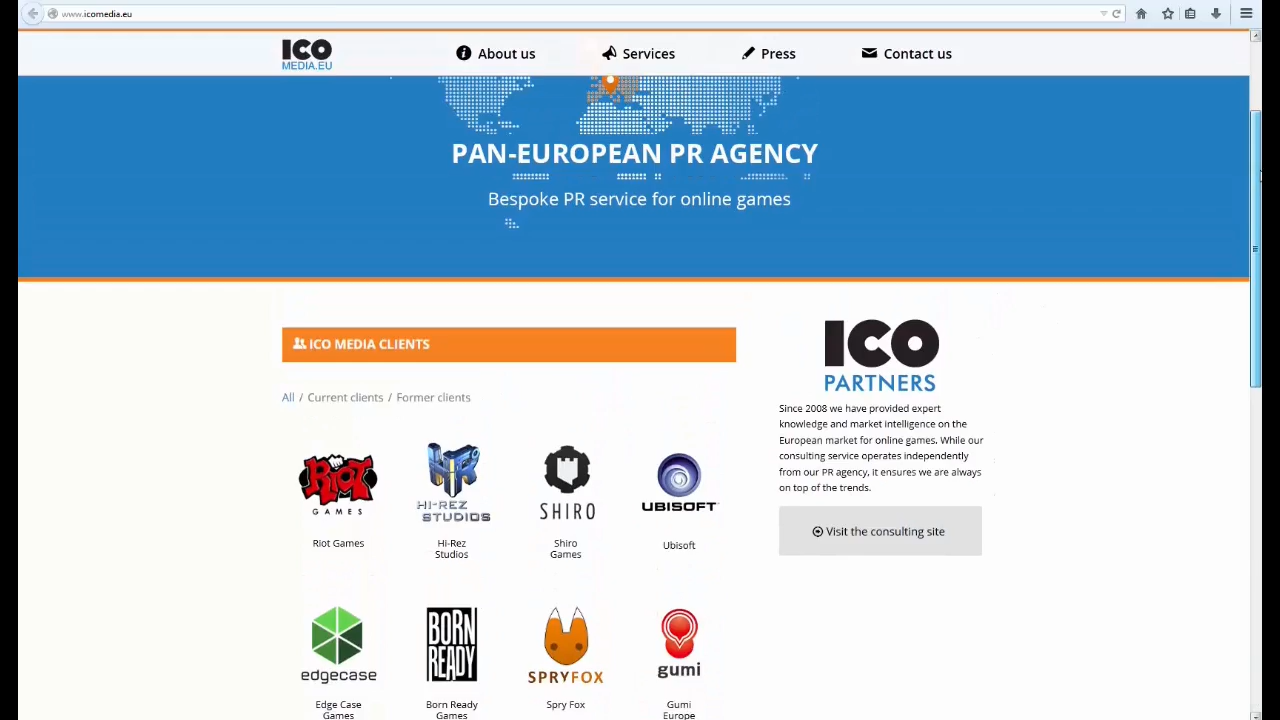 www.icomedia.eu
ICO
MEDIA.EU
About us
Services
Press
Contact us
PAN-EUROPEAN PR AGENCY
Bespoke PR service for online games
ICO MEDIA CLIENTS
All / Current clients / Former clients
RIOT
GAMES
HI-REZ
STUDIOS
SHIRO
UBISOFT
Riot Games
Hi-Rez
Studios
Shiro
Games
Ubisoft
edgecase
BORN
READY
SPRYFOX
gumi
Edge Case
Games
Born Ready
Games
Spry Fox
Gumi
Europe
ICO
PARTNERS
Since 2008 we have provided expert
knowledge and market intelligence on the
European market for online games. While our
consulting service operates independently
from our PR agency, it ensures we are always
on top of the trends.
Visit the consulting site